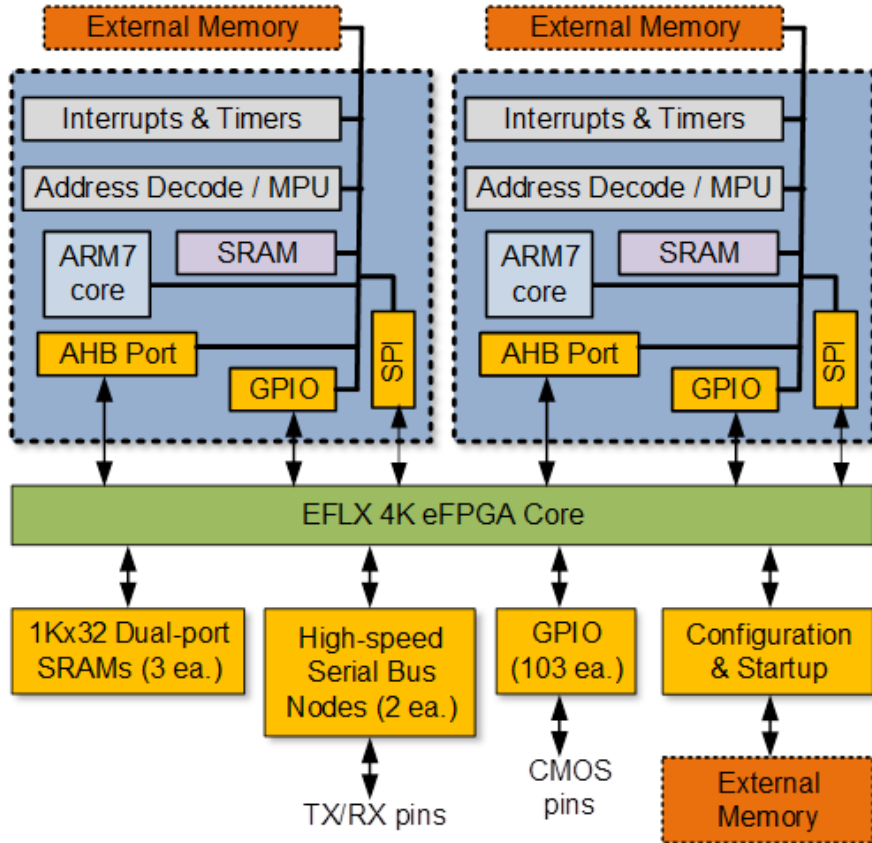 External Memory
External Memory
Interrupts & Timers
Address Decode / MPU
ARM7
core
SRAM
AHB Port
GPIO
SPI
Interrupts & Timers
Address Decode / MPU
ARM7
core
SRAM
AHB Port
GPIO
SPI
EFLX 4K eFPGA Core
1Kx32 Dual-port
SRAMs (3 ea.)
High-speed
Serial Bus
Nodes (2 ea.)
GPIO
(103 ea.)
Configuration
& Startup
TX/RX pins
CMOS
pins
External
Memory